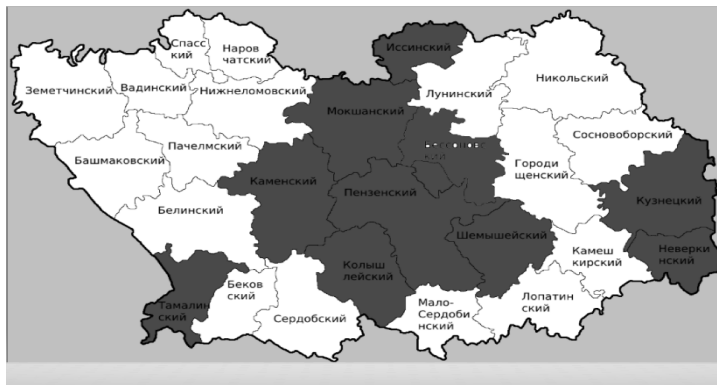 Иссинский
Спасс
кий
Наров
чатский
Земетчинский
Вадинский
Нижнеломовский
Мокшанский
Лунинский
Никольский
Башмаковский
Пачелмский
Сосновоборский
Городи
щенский
Каменский
Пензенский
Белинский
Кузнецкий
Шемышейский
Камеш
кирский
Неверки
нский
Колыш
лейский
Беков
ский
Тамалин
ский
Сердобский
Мало-
Сердоби
нский
Лопатин
ский